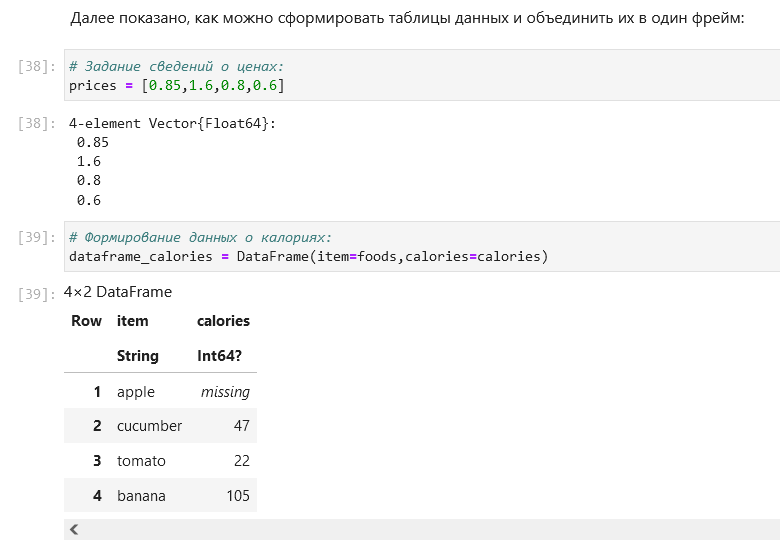 Далее показано, как можно сформировать таблицы данных и объединить их в один фрейм:
[38]: # Задание сведений о ценах:
prices = [0.85,1.6,0.8,0.6]
[38]: 4-element Vector{Float64}:
0.85
1.6
0.8
0.6
[39]: # Формирование данных о калориях:
dataframe_calories = DataFrame(item=foods,calories=calories)
[39]: 4×2 DataFrame
Row item calories
String Int64?
1 apple missing
2 cucumber 47
3 tomato 22
4 banana 105